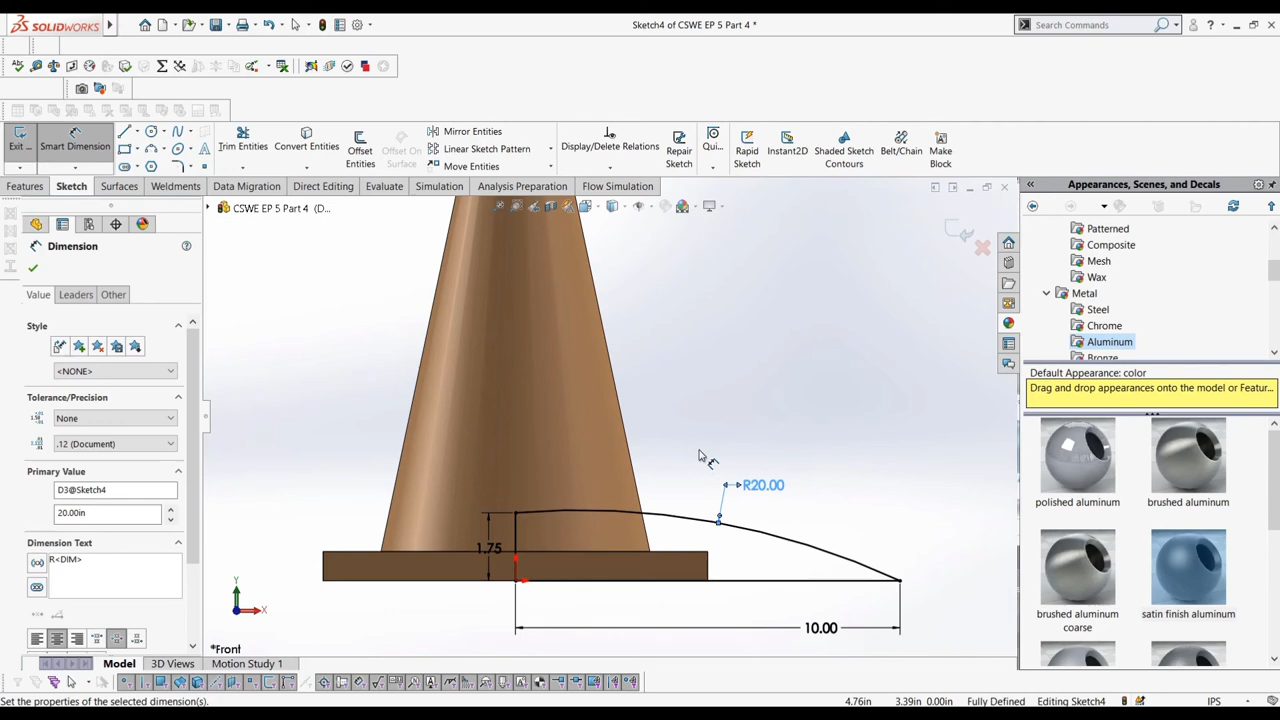 SOLIDWORKS
Sketch4 of CSWE EP 5 Part 4 *
Search Commands
Exit ...
Smart Dimension
Trim Entities
Convert Entities
Offset Entities
Offset On Surface
Mirror Entities
Linear Sketch Pattern
Move Entities
Display/Delete Relations
Repair Sketch
Qui...
Rapid Sketch
Instant2D
Shaded Sketch Contours
Belt/Chain
Make Block
Features
Sketch
Surfaces
Weldments
Data Migration
Direct Editing
Evaluate
Simulation
Analysis Preparation
Flow Simulation
CSWE EP 5 Part 4 (D...
Dimension
Value
Leaders
Other
Style
<NONE>
Tolerance/Precision
None
.12 (Document)
Primary Value
D3@Sketch4
20.00in
Dimension Text
R<DIM>
R20.00
1.75
10.00
Y
X
*Front
Appearances, Scenes, and Decals
Patterned
Composite
Mesh
Wax
Metal
Steel
Chrome
Aluminum
Bronze
Default Appearance: color
Drag and drop appearances onto the model or Featur...
polished aluminum
brushed aluminum
brushed aluminum coarse
satin finish aluminum
Model
3D Views
Motion Study 1
Set the properties of the selected dimension(s).
4.76in
3.39in 0.00in
Fully Defined
Editing Sketch4
IPS